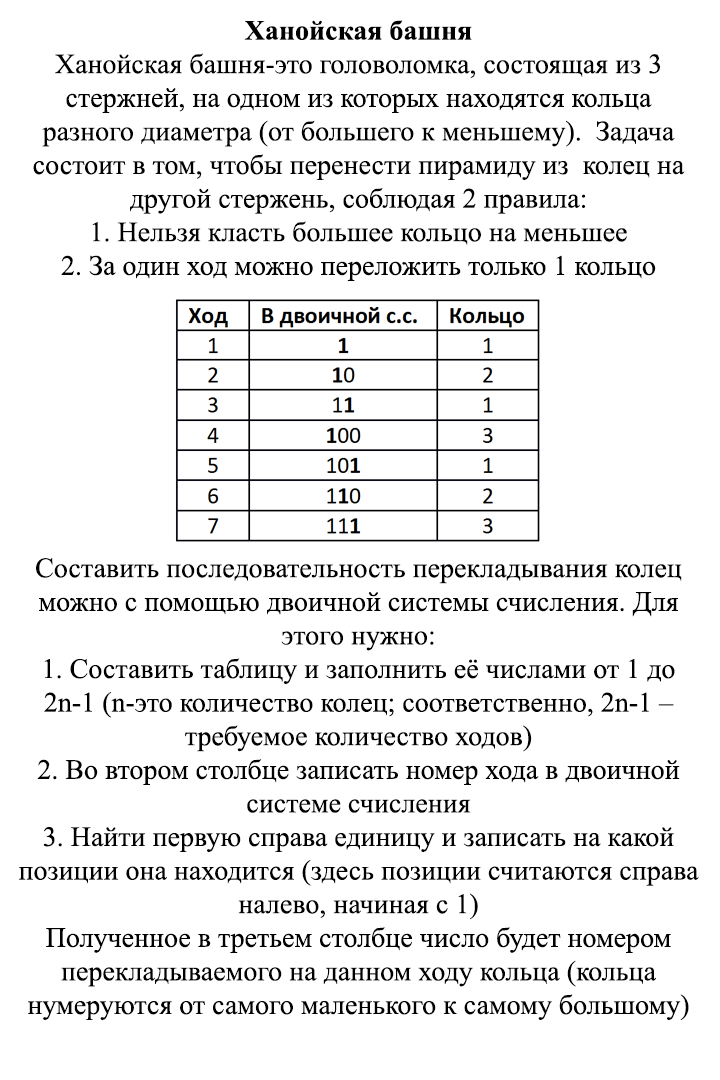 Ханойская башня
Ханойская башня-это головоломка, состоящая из 3
стержней, на одном из которых находятся кольца
разного диаметра (от большего к меньшему).  Задача
состоит в том, чтобы перенести пирамиду из  колец на
другой стержень, соблюдая 2 правила:
1. Нельзя класть большее кольцо на меньшее
2. За один ход можно переложить только 1 кольцо
Ход В двоичной с.с. Кольцо
1 1 1
2 10 2
3 11 1
4 100 3
5 101 1
6 110 2
7 111 3
Составить последовательность перекладывания колец
можно с помощью двоичной системы счисления. Для
этого нужно:
1. Составить таблицу и заполнить её числами от 1 до
2n-1 (n-это количество колец; соответственно, 2n-1 –
требуемое количество ходов)
2. Во втором столбце записать номер хода в двоичной
системе счисления
3. Найти первую справа единицу и записать на какой
позиции она находится (здесь позиции считаются справа
налево, начиная с 1)
Полученное в третьем столбце число будет номером
перекладываемого на данном ходу кольца (кольца
нумеруются от самого маленького к самому большому)